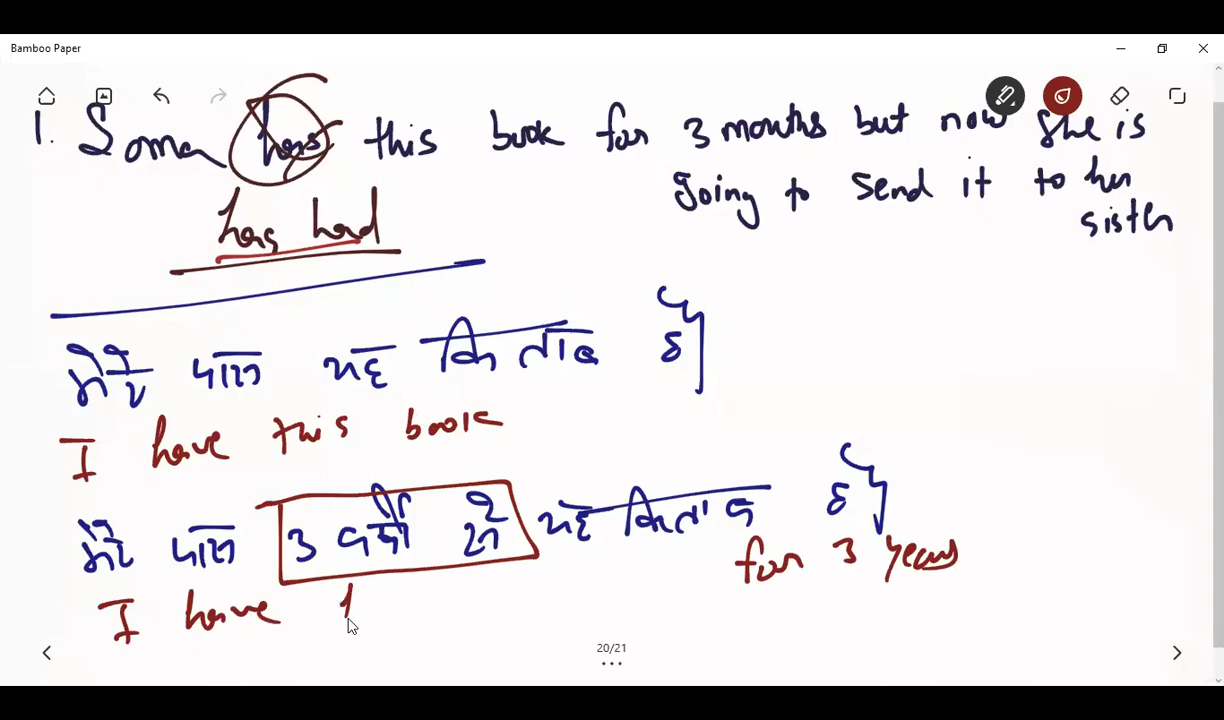 Bamboo Paper
1. Soma has this book for 3 months but now she is
going to send it to her
sister
has had
मेरे पास यह किताब है।
I have this book
मेरे पास 3 वर्षों से यह किताब है।
for 3 years
I have
20/21